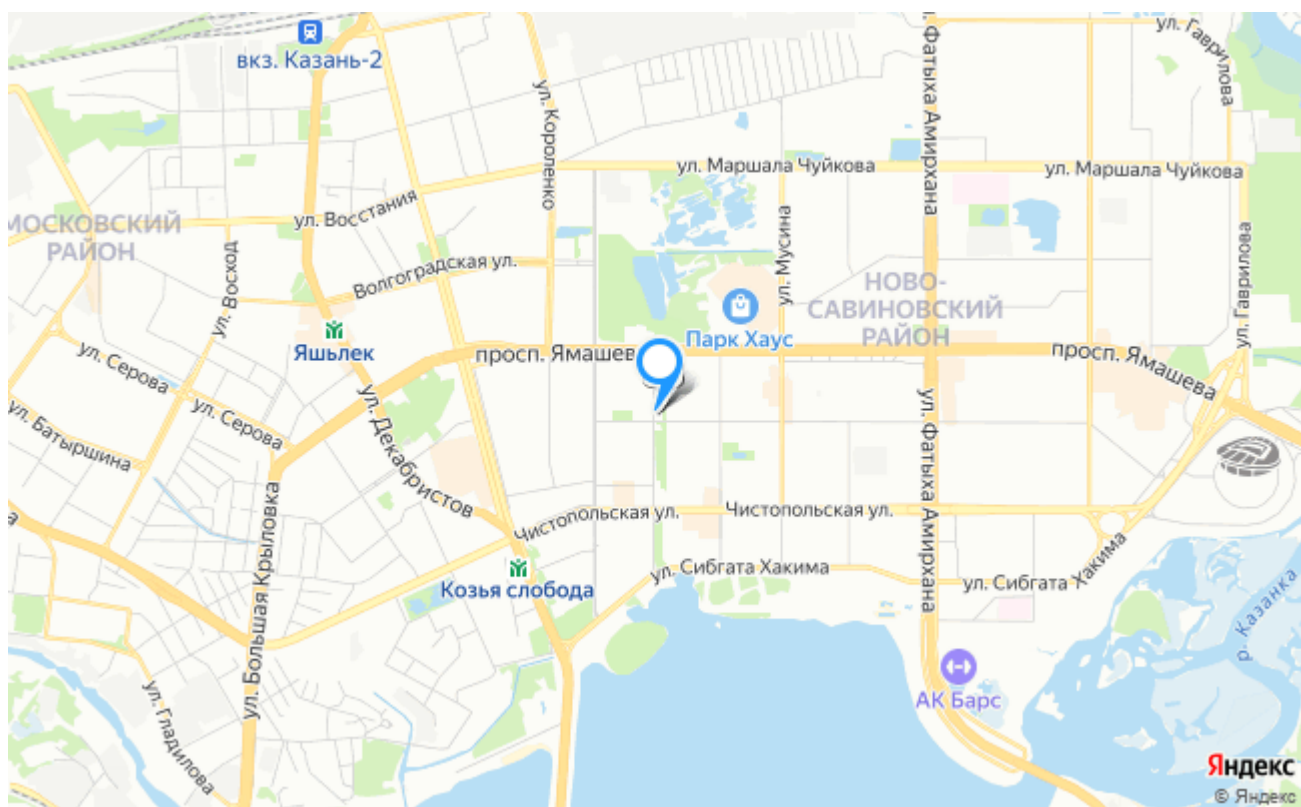 вкз. Казань-2
ул. Короленко
ул. Фатыха Амирхана
ул. Гаврилова
ул. Маршала Чуйкова
ул. Маршала Чуйкова
МОСКОВСКИЙ
РАЙОН
ул. Восстания
ул. Восход
Волгоградская ул.
ул. Мусина
НОВО-
САВИНОВСКИЙ
РАЙОН
ул. Гаврилова
Парк Хаус
Яшьлек
просп. Ямашева
просп. Ямашева
ул. Серова
ул. Серова
ул. Батыршина
ул. Декабристов
ул. Фатыха Амирхана
ул. Большая Крыловка
Чистопольская ул.
Чистопольская ул.
Козья слобода
ул. Сибгата Хакима
ул. Сибгата Хакима
р. Казанка
ул. Гладилова
АК Барс
Яндекс
© Яндекс